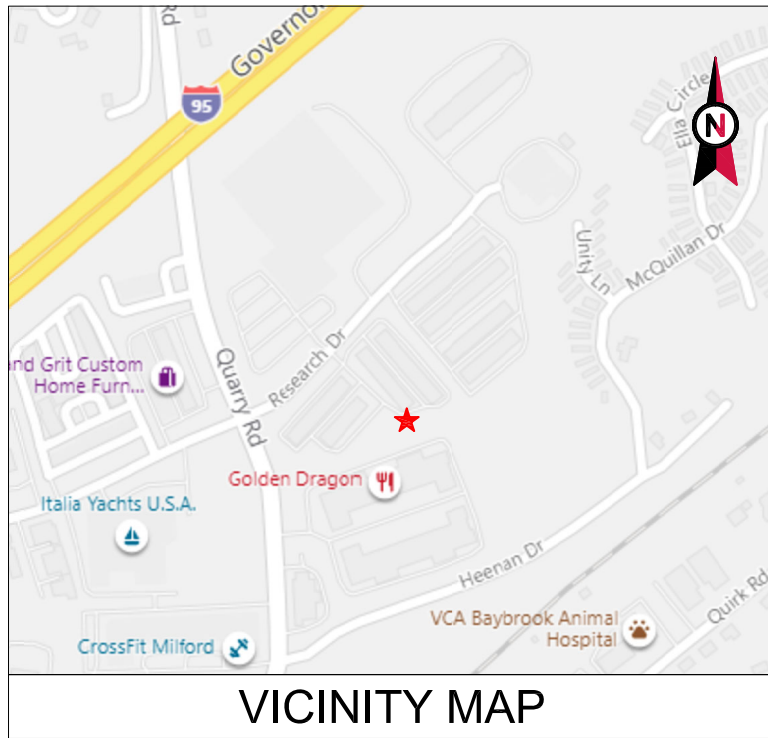 Rd
Governo
95
Ella Circle
N
Unity Ln
McQuillan Dr
and Grit Custom
Home Furn...
Quarry Rd
Research Dr
Golden Dragon
Italia Yachts U.S.A.
Heenan Dr
Quirk Rd
VCA Baybrook Animal
Hospital
CrossFit Milford
VICINITY MAP